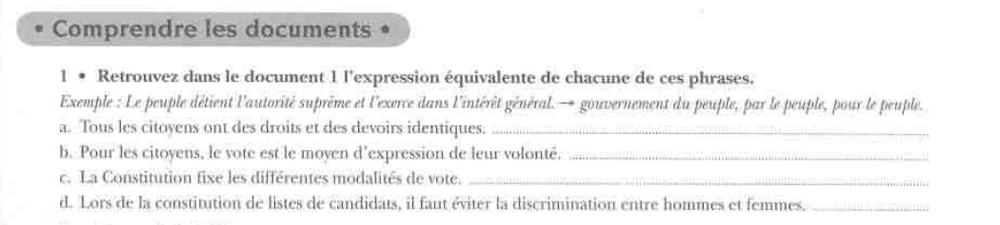 • Comprendre les documents •
1 • Retrouvez dans le document 1 l'expression équivalente de chacune de ces phrases.
Exemple : Le peuple détient l'autorité suprême et l'exerce dans l'intérêt général. → gouvernement du peuple, par le peuple, pour le peuple.
a. Tous les citoyens ont des droits et des devoirs identiques.
b. Pour les citoyens, le vote est le moyen d'expression de leur volonté.
c. La Constitution fixe les différentes modalités de vote.
d. Lors de la constitution de listes de candidats, il faut éviter la discrimination entre hommes et femmes.